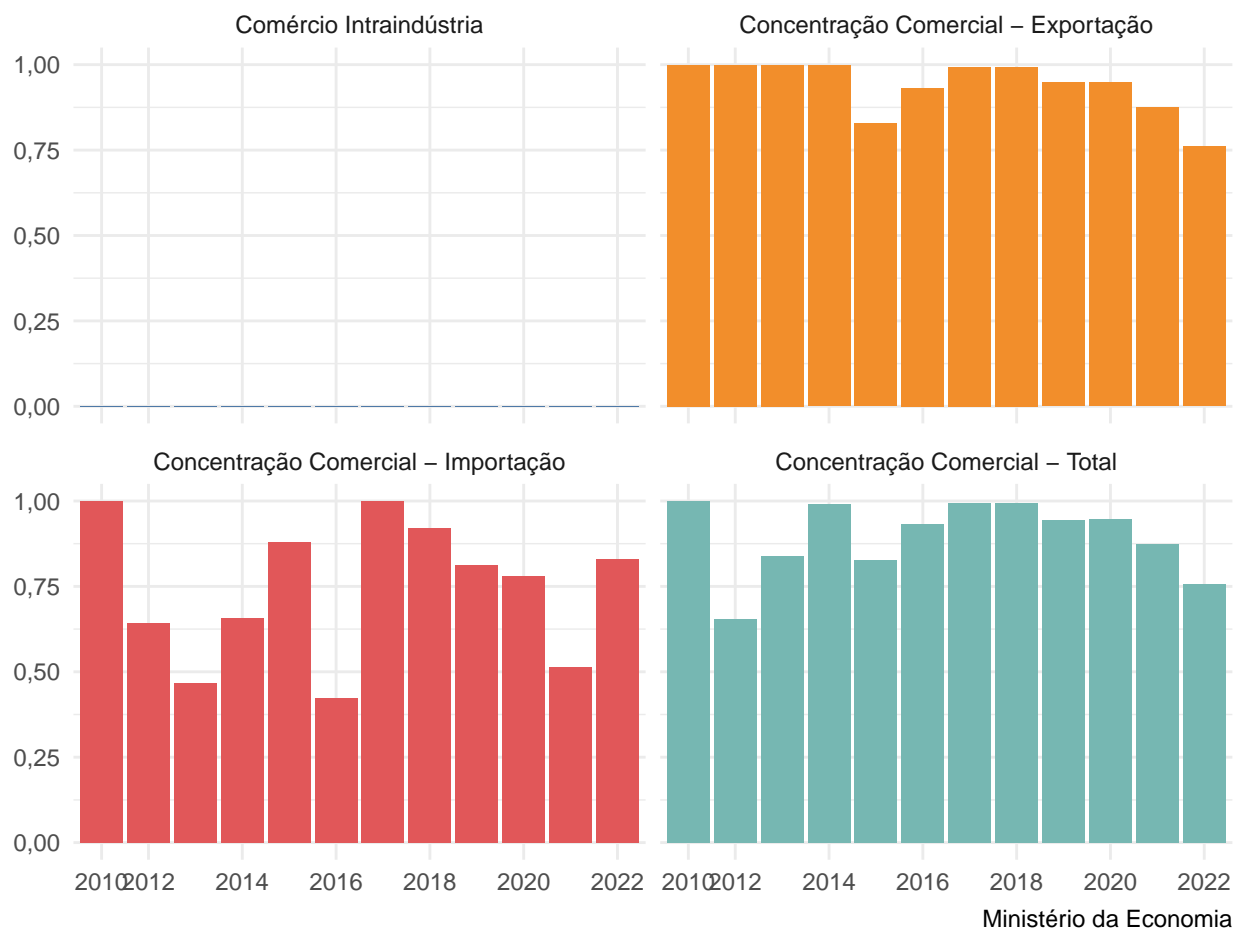 Comércio Intraindústria
Concentração Comercial – Exportação
1,00
0,75
0,50
0,25
0,00
Concentração Comercial – Importação
Concentração Comercial – Total
1,00
0,75
0,50
0,25
0,00
2010 2012 2014 2016 2018 2020 2022
2010 2012 2014 2016 2018 2020 2022
Ministério da Economia